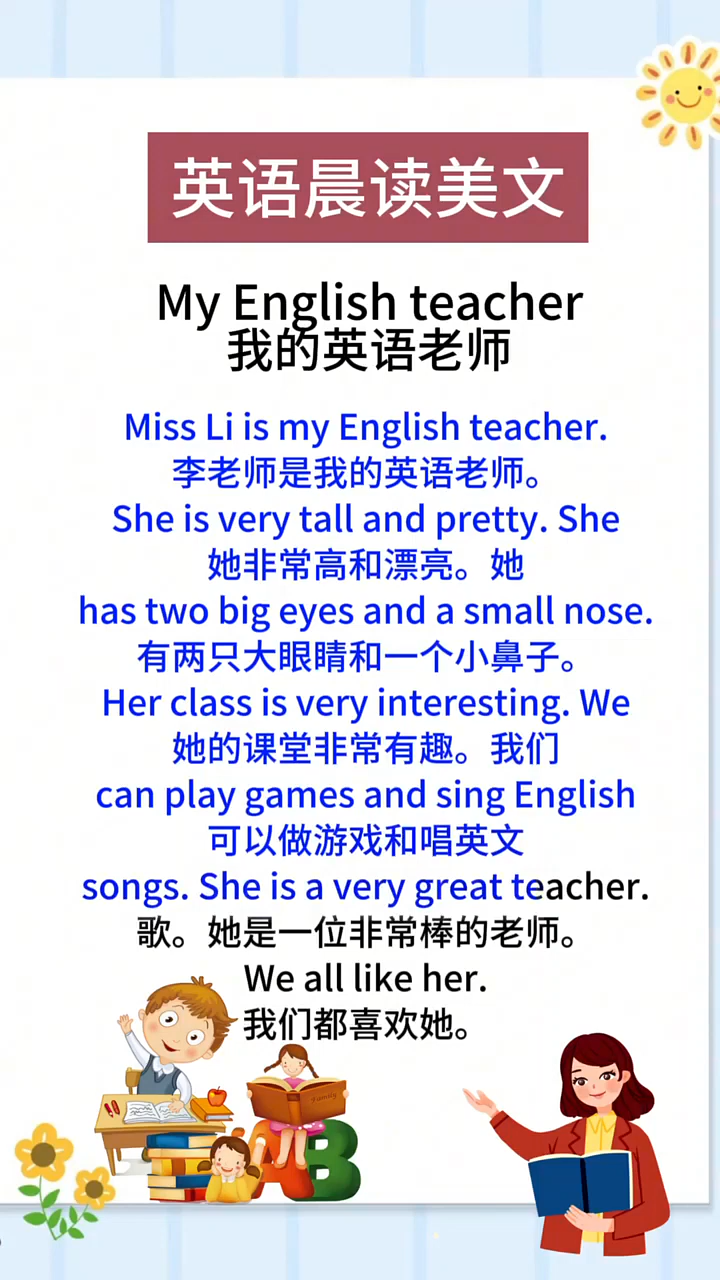 英语晨读美文
My English teacher
我的英语老师
Miss Li is my English teacher.
李老师是我的英语老师。
She is very tall and pretty. She
她非常高和漂亮。她
has two big eyes and a small nose.
有两只大眼睛和一个小鼻子。
Her class is very interesting. We
她的课堂非常有趣。我们
can play games and sing English
可以做游戏和唱英文
songs. She is a very great teacher.
歌。她是一位非常棒的老师。
We all like her.
我们都喜欢她。
Family
AB